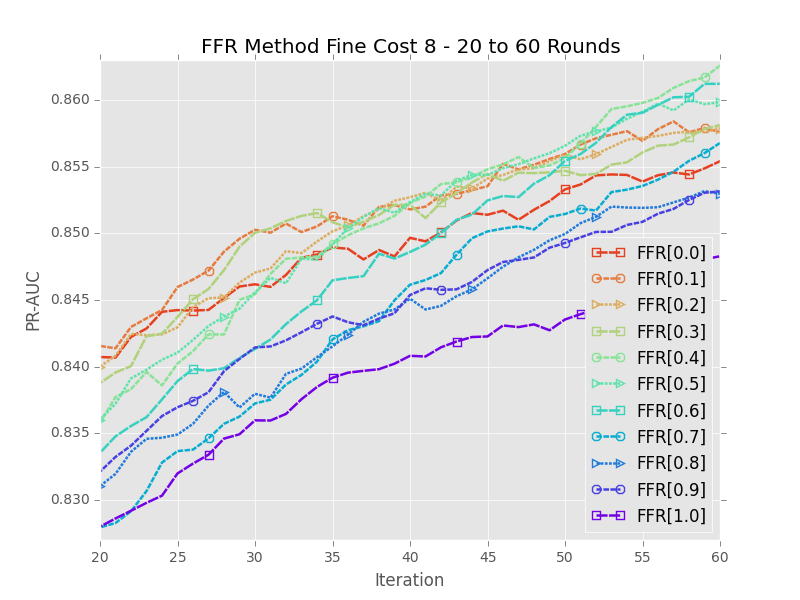 FFR Method Fine Cost 8 - 20 to 60 Rounds
PR-AUC
0.860
0.855
0.850
0.845
0.840
0.835
0.830
20 25 30 35 40 45 50 55 60
Iteration
FFR[0.0]
FFR[0.1]
FFR[0.2]
FFR[0.3]
FFR[0.4]
FFR[0.5]
FFR[0.6]
FFR[0.7]
FFR[0.8]
FFR[0.9]
FFR[1.0]